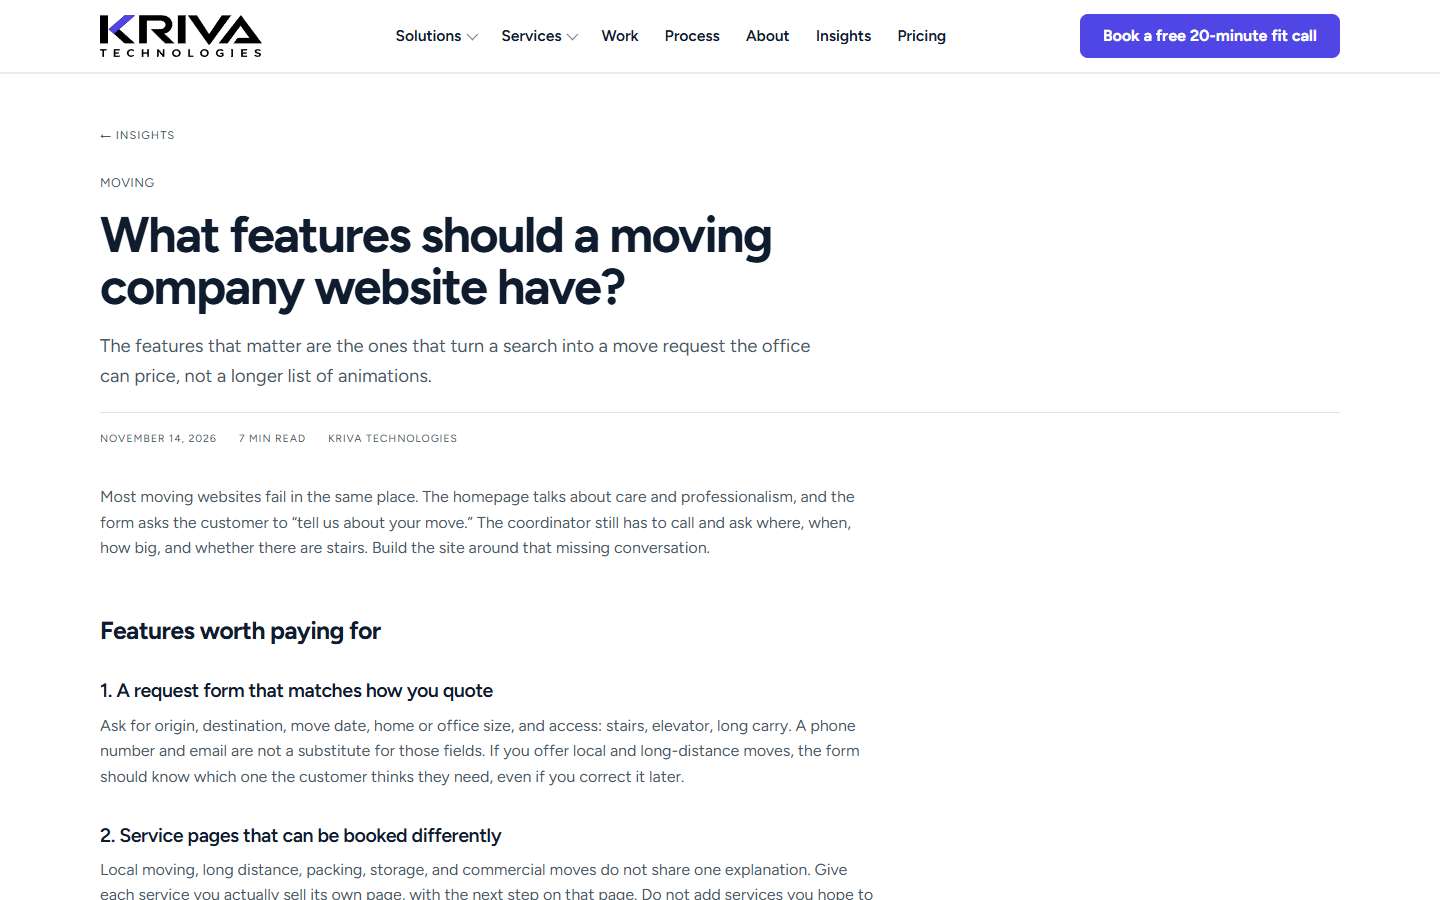 KRIVA
TECHNOLOGIES
Solutions
Services
Work
Process
About
Insights
Pricing
Book a free 20-minute fit call
← INSIGHTS
MOVING
What features should a moving
company website have?
The features that matter are the ones that turn a search into a move request the office
can price, not a longer list of animations.
NOVEMBER 14, 2026 7 MIN READ KRIVA TECHNOLOGIES
Most moving websites fail in the same place. The homepage talks about care and professionalism, and the
form asks the customer to “tell us about your move.” The coordinator still has to call and ask where, when,
how big, and whether there are stairs. Build the site around that missing conversation.
Features worth paying for
1. A request form that matches how you quote
Ask for origin, destination, move date, home or office size, and access: stairs, elevator, long carry. A phone
number and email are not a substitute for those fields. If you offer local and long-distance moves, the form
should know which one the customer thinks they need, even if you correct it later.
2. Service pages that can be booked differently
Local moving, long distance, packing, storage, and commercial moves do not share one explanation. Give
each service you actually sell its own page, with the next step on that page. Do not add services you hope to